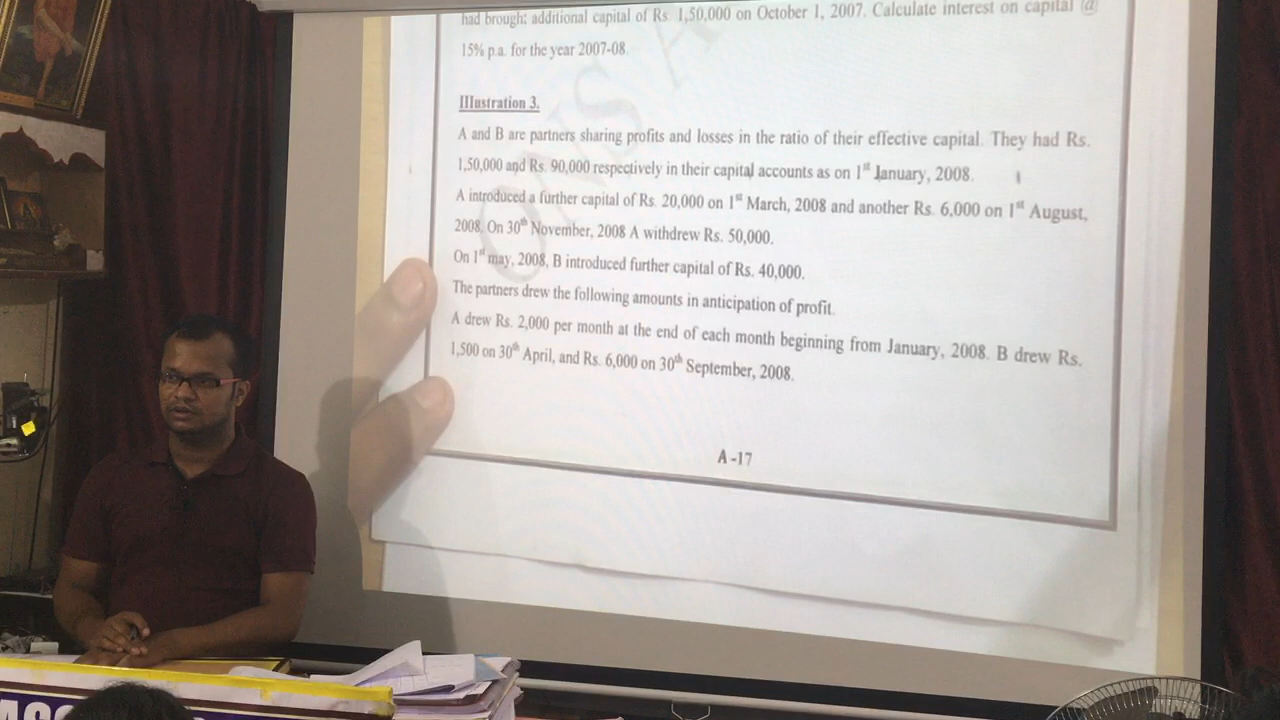 had brought additional capital of Rs 1,50,000 on October 1, 2007. Calculate interest on capital @
15% p.a. for the year 2007-08.
Illustration 3.
A and B are partners sharing profits and losses in the ratio of their effective capital. They had Rs.
1,50,000 and Rs. 90,000 respectively in their capital accounts as on 1st January, 2008.
A introduced a further capital of Rs. 20,000 on 1st March, 2008 and another Rs. 6,000 on 1st August,
2008. On 30th November, 2008 A withdrew Rs. 50,000.
On 1st may, 2008, B introduced further capital of Rs. 40,000.
The partners drew the following amounts in anticipation of profit.
A drew Rs. 2,000 per month at the end of each month beginning from January, 2008. B drew Rs.
1,500 on 30th April, and Rs. 6,000 on 30th September, 2008.
A -17